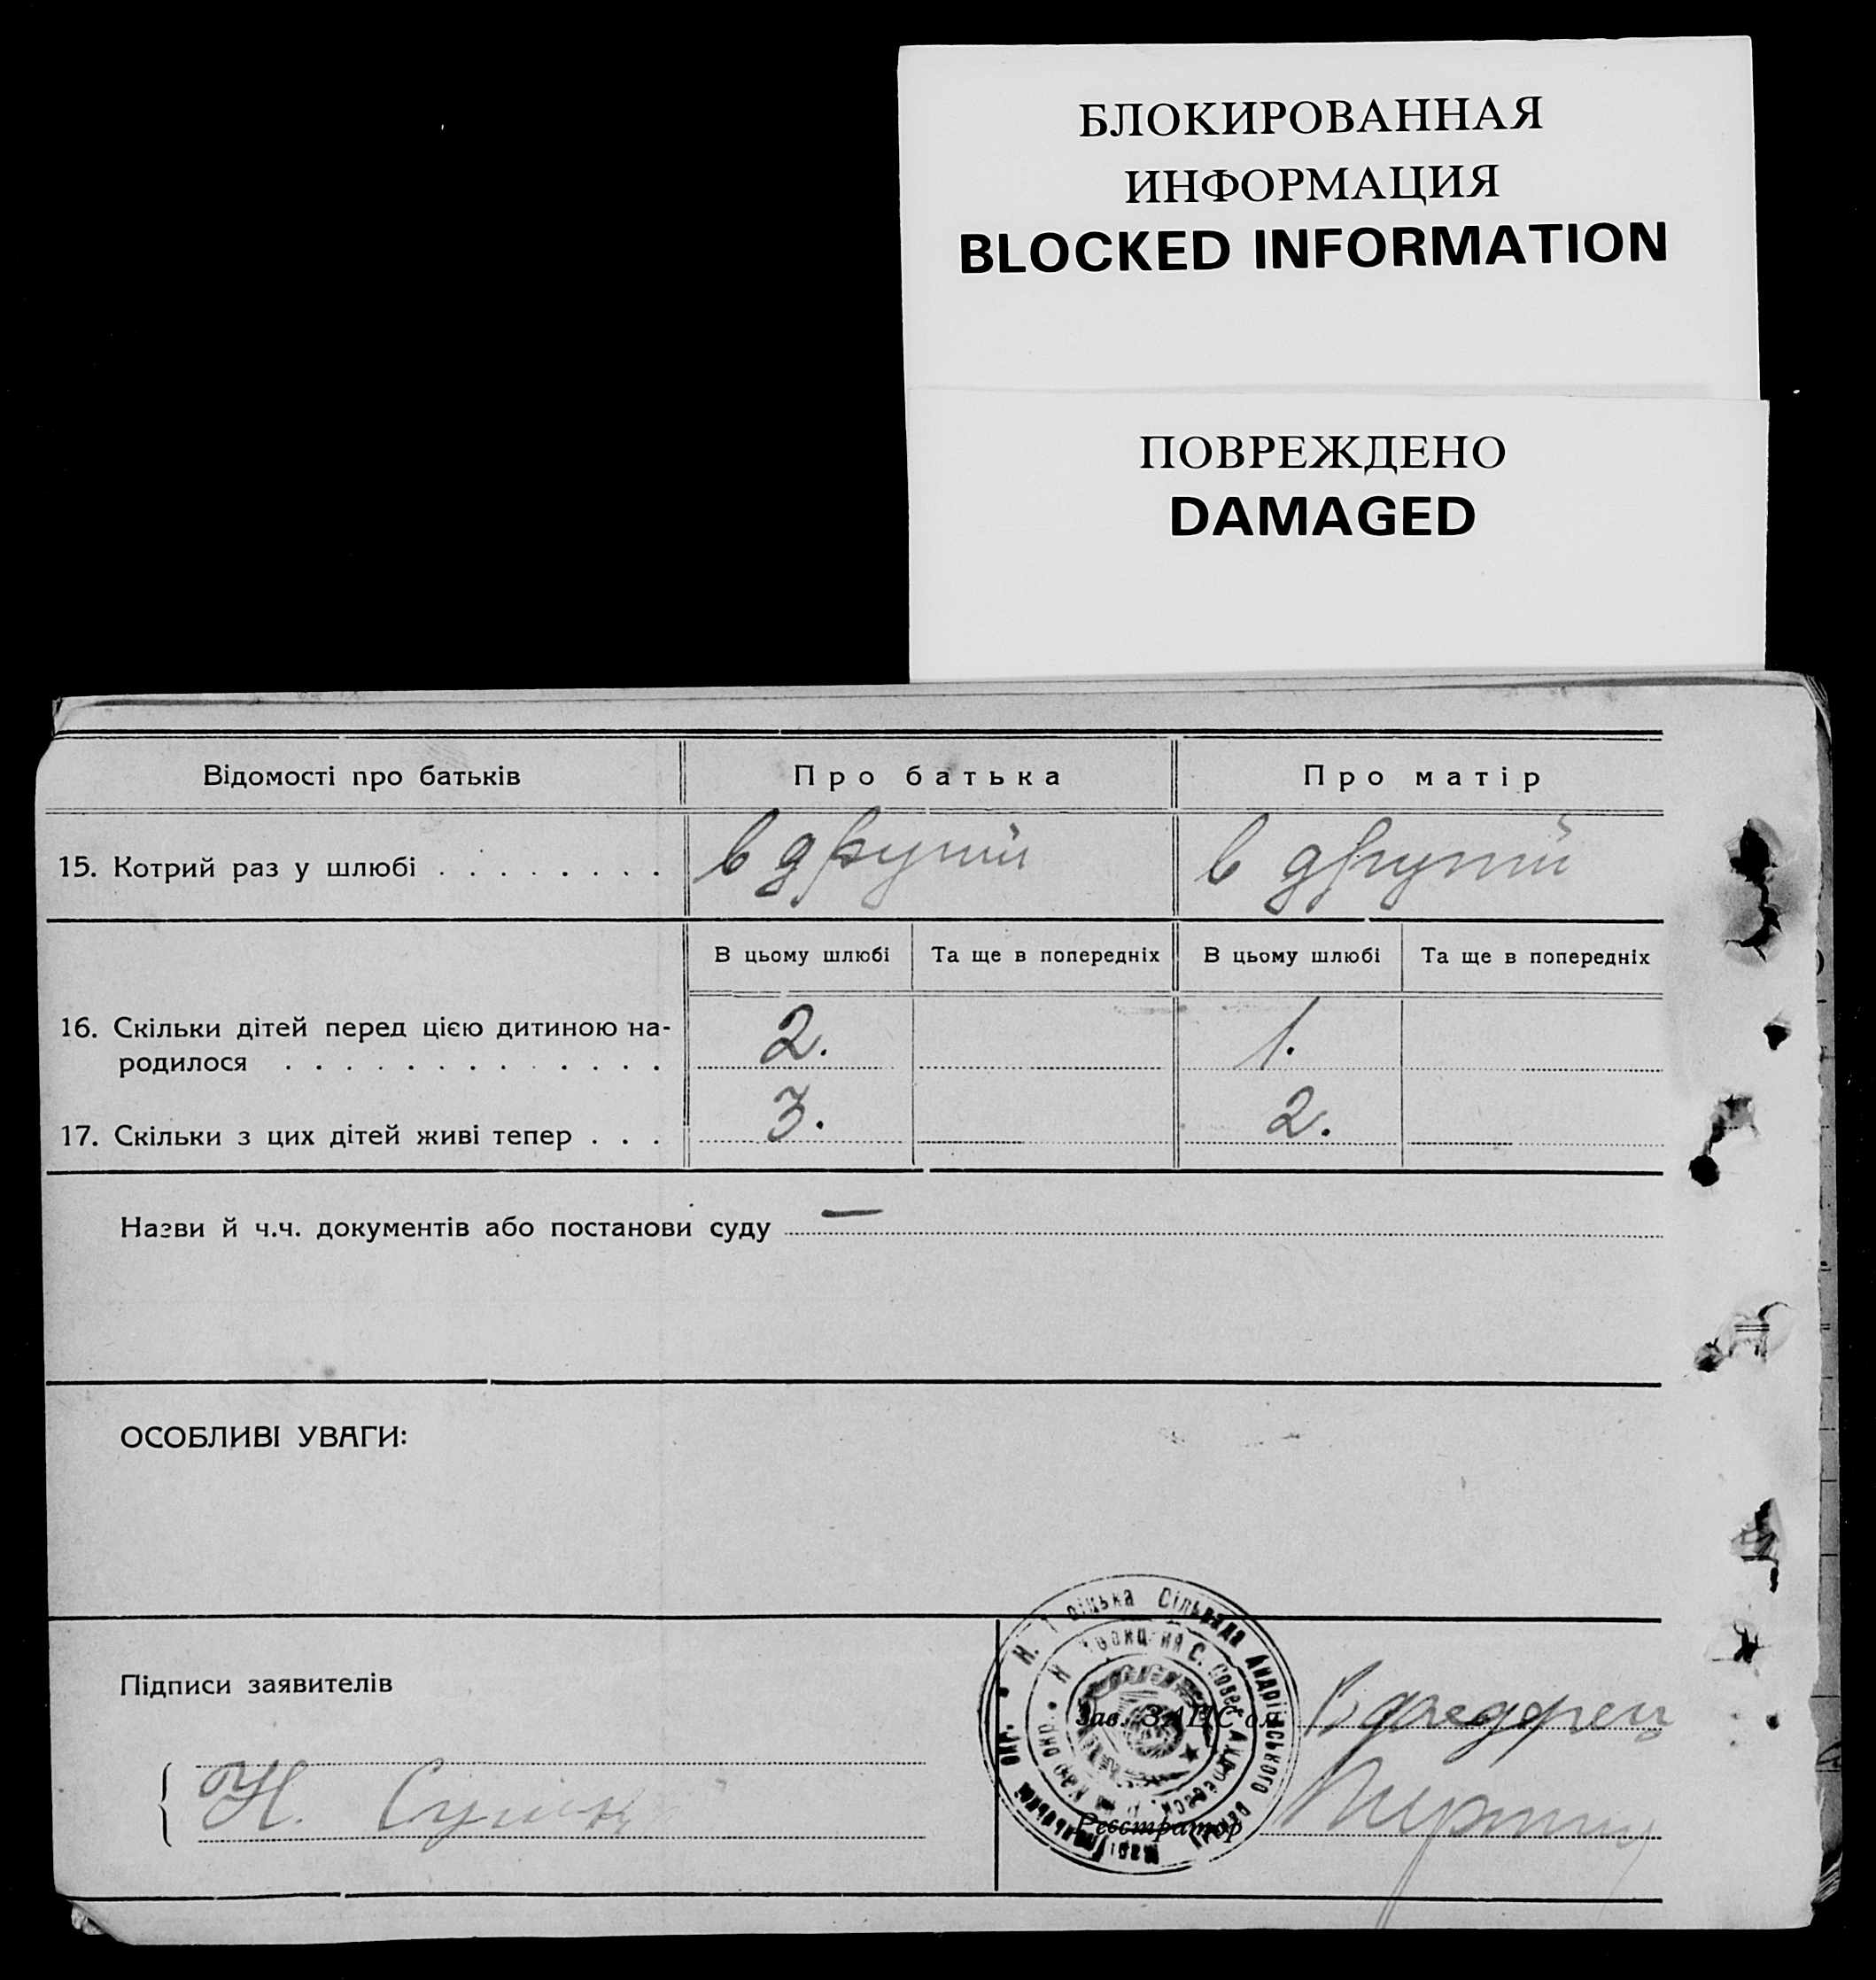 БЛОКИРОВАННАЯ
ИНФОРМАЦИЯ
BLOCKED INFORMATION
ПОВРЕЖДЕНО
DAMAGED
Відомості про батьків
Про батька
Про матір
15. Котрий раз у шлюбі . . . . . . . .
в другий
в другий
В цьому шлюбі
Та ще в попередніх
В цьому шлюбі
Та ще в попередніх
16. Скільки дітей перед цією дитиною на-
родилося . . . . . . . . . . . . .
2.
1.
17. Скільки з цих дітей живі тепер . . .
3.
2.
Назви й ч.ч. документів або постанови суду —
ОСОБЛИВІ УВАГИ:
Сільрада Андріївського
Підписи заявителів
Зав. ЗАГС'ом
Н.
Реєстратор